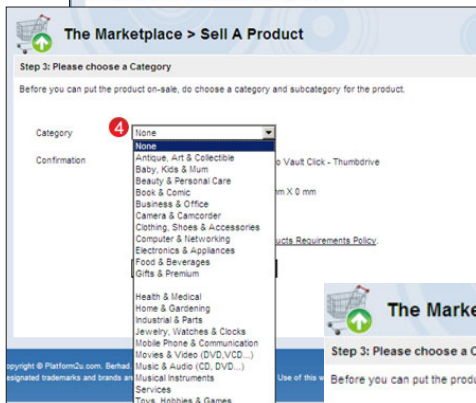 The Marketplace > Sell A Product
Step 3: Please choose a Category
Before you can put the product on-sale, do choose a category and subcategory for the product.
Category
4
None
None
Antique, Art & Collectible
Baby, Kids & Mum
Beauty & Personal Care
Book & Comic
Business & Office
Camera & Camcorder
Clothing, Shoes & Accessories
Computer & Networking
Electronics & Appliances
Food & Beverages
Gifts & Premium
Health & Medical
Home & Gardening
Industrial & Parts
Jewelry, Watches & Clocks
Mobile Phone & Communication
Movies & Video (DVD,VCD...)
Music & Audio (CD, DVD...)
Musical Instruments
Services
Toys, Hobbies & Games
Confirmation
o Vault Click - Thumbdrive
nm X 0 mm
ucts Requirements Policy.
opyright © Platform2u.com. Berhad.
esignated trademarks and brands are
Use of this w
The Marke
Step 3: Please choose a C
Before you can put the produ